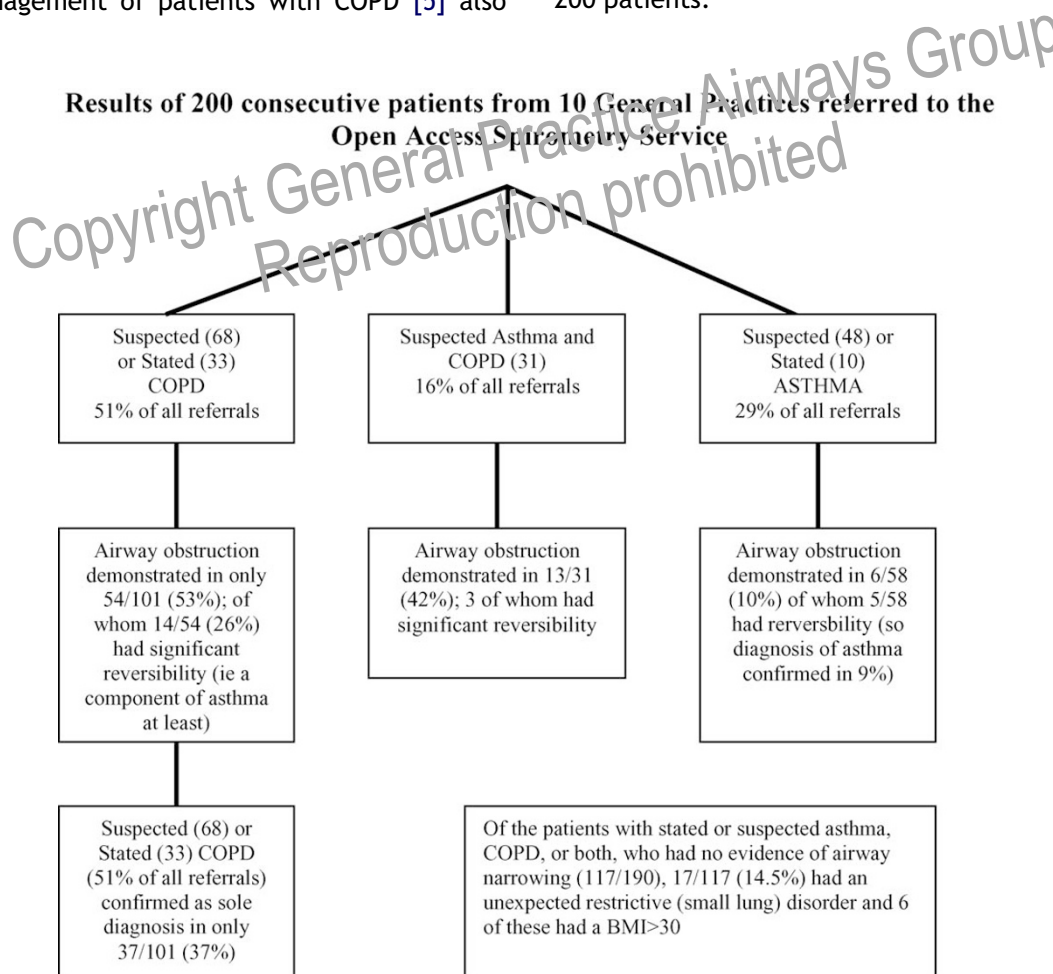 nagement of patients with COPD [5] also
200 patients.
Results of 200 consecutive patients from 10 General Practices referred to the
Open Access Spirometry Service
Copyright General Practice Airways Group
Reproduction prohibited
Suspected (68)
or Stated (33)
COPD
51% of all referrals
Suspected Asthma and
COPD (31)
16% of all referrals
Suspected (48) or
Stated (10)
ASTHMA
29% of all referrals
Airway obstruction
demonstrated in only
54/101 (53%); of
whom 14/54 (26%)
had significant
reversibility (ie a
component of asthma
at least)
Airway obstruction
demonstrated in 13/31
(42%); 3 of whom had
significant reversibility
Airway obstruction
demonstrated in 6/58
(10%) of whom 5/58
had rerversbility (so
diagnosis of asthma
confirmed in 9%)
Suspected (68) or
Stated (33) COPD
(51% of all referrals)
confirmed as sole
diagnosis in only
37/101 (37%)
Of the patients with stated or suspected asthma,
COPD, or both, who had no evidence of airway
narrowing (117/190), 17/117 (14.5%) had an
unexpected restrictive (small lung) disorder and 6
of these had a BMI>30